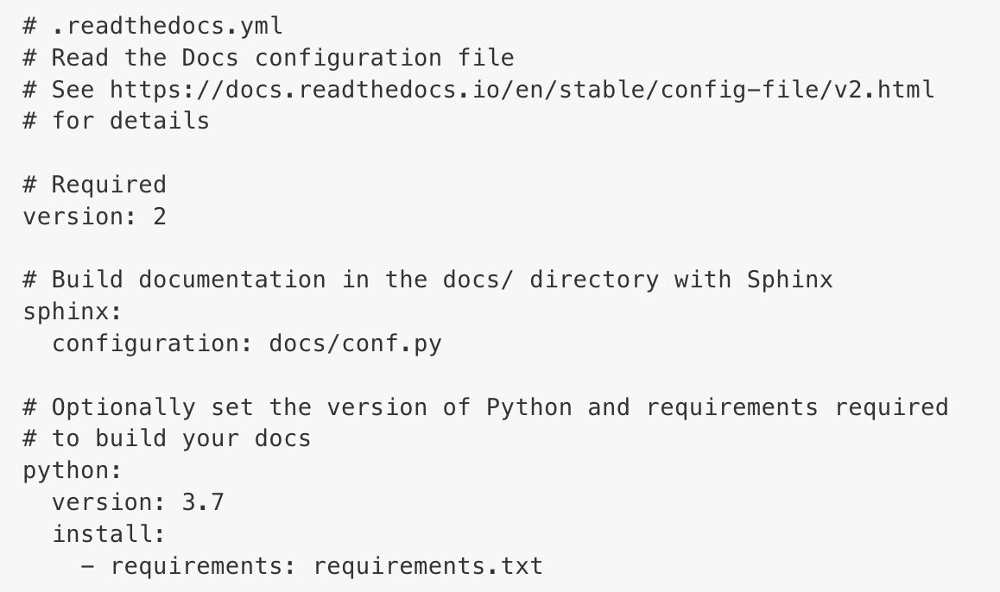 # .readthedocs.yml
# Read the Docs configuration file
# See https://docs.readthedocs.io/en/stable/config-file/v2.html
# for details

# Required
version: 2

# Build documentation in the docs/ directory with Sphinx
sphinx:
  configuration: docs/conf.py

# Optionally set the version of Python and requirements required
# to build your docs
python:
  version: 3.7
  install:
    - requirements: requirements.txt